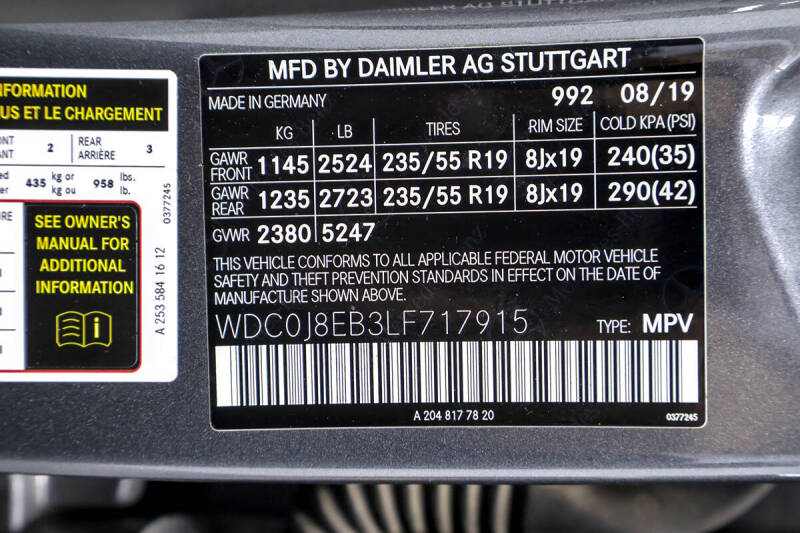 DAIMLER AG STUTTGART
INFORMATION
US ET LE CHARGEMENT
2 REAR ARRIÈRE 3
435 kg or kg ou 958 lbs. lb.
SEE OWNER'S
MANUAL FOR
ADDITIONAL
INFORMATION
i
A 253 584 16 12
0377245
MFD BY DAIMLER AG STUTTGART
MADE IN GERMANY 992 08/19
KG LB TIRES RIM SIZE COLD KPA(PSI)
GAWR FRONT 1145 2524 235/55 R19 8Jx19 240(35)
GAWR REAR 1235 2723 235/55 R19 8Jx19 290(42)
GVWR 2380 5247
THIS VEHICLE CONFORMS TO ALL APPLICABLE FEDERAL MOTOR VEHICLE
SAFETY AND THEFT PREVENTION STANDARDS IN EFFECT ON THE DATE OF
MANUFACTURE SHOWN ABOVE.
WDC0J8EB3LF717915 TYPE: MPV
A 204 817 78 20 0377245